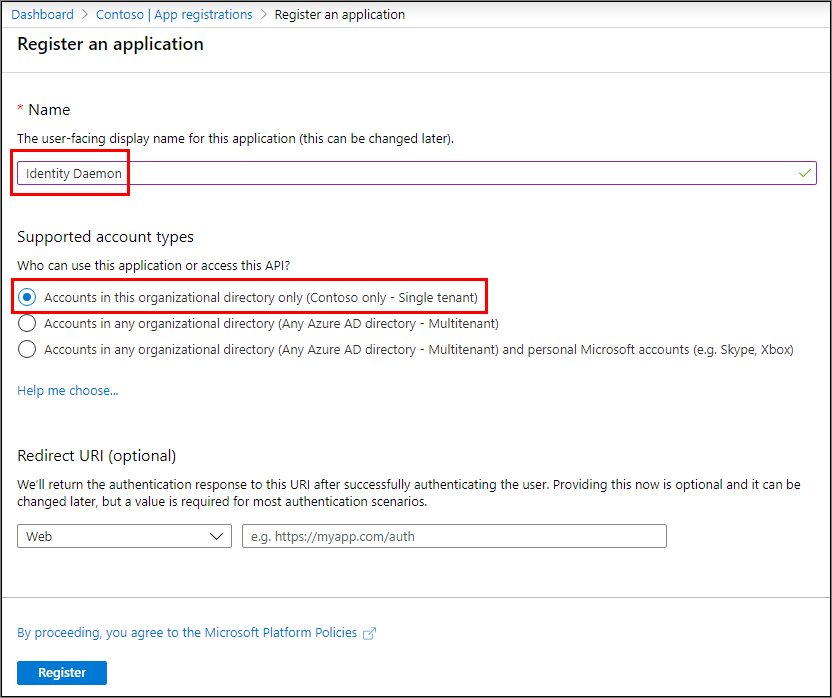 Dashboard > Contoso | App registrations > Register an application
Register an application
* Name
The user-facing display name for this application (this can be changed later).
Identity Daemon
Supported account types
Who can use this application or access this API?
Accounts in this organizational directory only (Contoso only - Single tenant)
Accounts in any organizational directory (Any Azure AD directory - Multitenant)
Accounts in any organizational directory (Any Azure AD directory - Multitenant) and personal Microsoft accounts (e.g. Skype, Xbox)
Help me choose...
Redirect URI (optional)
We'll return the authentication response to this URI after successfully authenticating the user. Providing this now is optional and it can be
changed later, but a value is required for most authentication scenarios.
Web e.g. https://myapp.com/auth
By proceeding, you agree to the Microsoft Platform Policies
Register